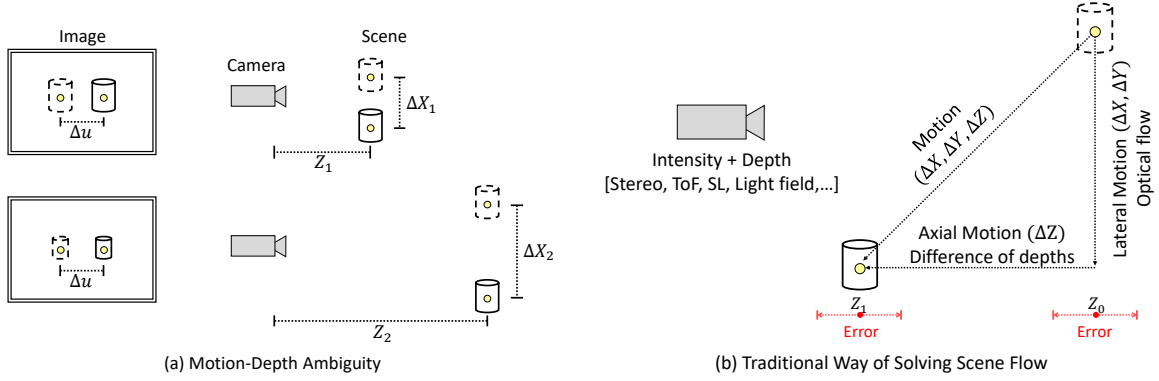 Image
Scene
Camera
Δu
ΔX₁
Z₁
Δu
ΔX₂
Z₂
(a) Motion-Depth Ambiguity
Intensity + Depth
[Stereo, ToF, SL, Light field,...]
Motion
(ΔX, ΔY, ΔZ)
Lateral Motion (ΔX, ΔY)
Optical flow
Axial Motion (ΔZ)
Difference of depths
Z₁
Z₀
Error
Error
(b) Traditional Way of Solving Scene Flow